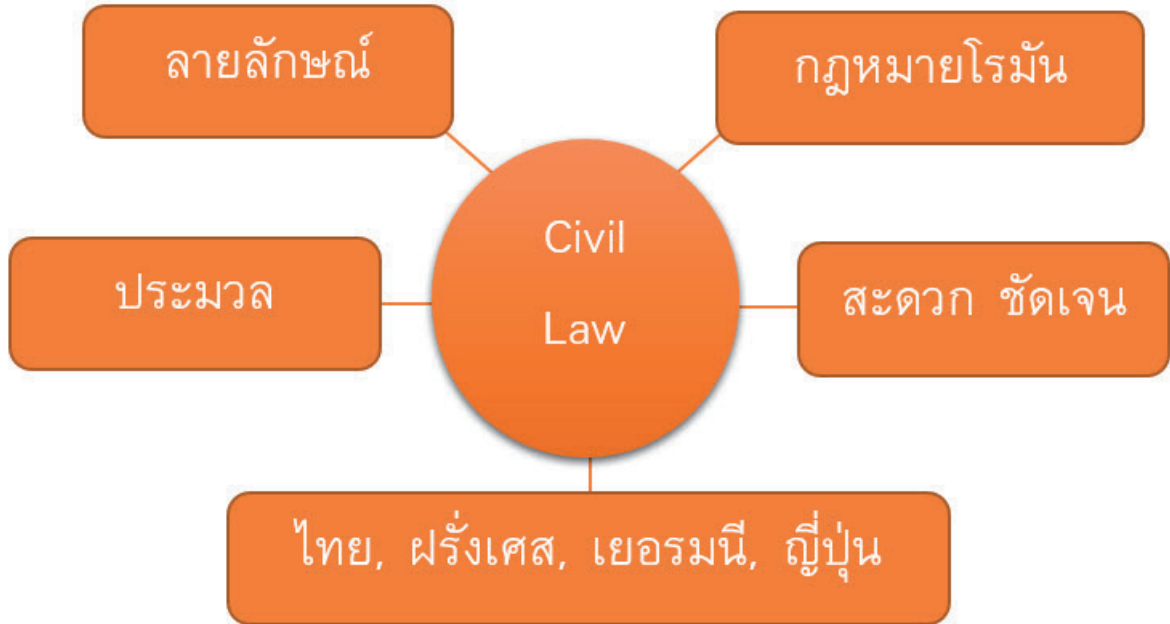 ลายลักษณ์
กฎหมายโรมัน
Civil
Law
ประมวล
สะดวก ชัดเจน
ไทย, ฝรั่งเศส, เยอรมนี, ญี่ปุ่น